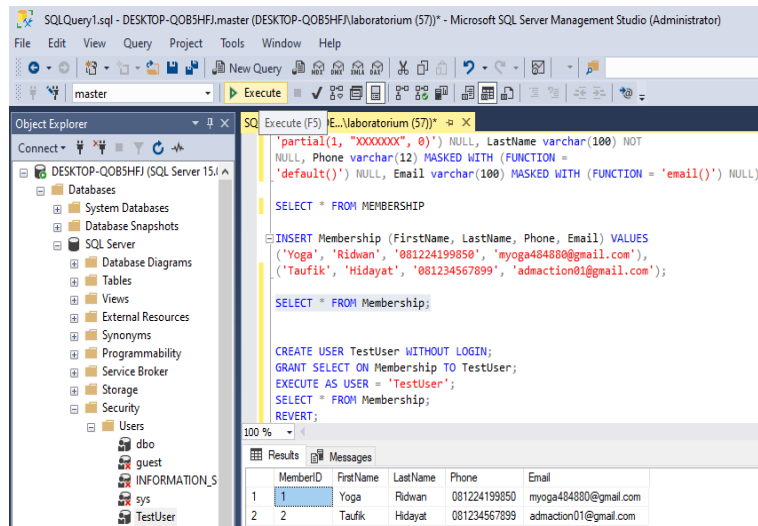 SQLQuery1.sql - DESKTOP-QOB5HFJ.master (DESKTOP-QOB5HFJ\laboratorium (57))* - Microsoft SQL Server Management Studio (Administrator)
File Edit View Query Project Tools Window Help
New Query
master Execute
Object Explorer
Execute (F5) E...\laboratorium (57))*
Connect
DESKTOP-QOB5HFJ (SQL Server 15.(
Databases
System Databases
Database Snapshots
SQL Server
Database Diagrams
Tables
Views
External Resources
Synonyms
Programmability
Service Broker
Storage
Security
Users
dbo
guest
INFORMATION_S
sys
TestUser
'partial(1, "XXXXXXX", 0)') NULL, LastName varchar(100) NOT
NULL, Phone varchar(12) MASKED WITH (FUNCTION =
'default()') NULL, Email varchar(100) MASKED WITH (FUNCTION = 'email()') NULL)
SELECT * FROM MEMBERSHIP
INSERT Membership (FirstName, LastName, Phone, Email) VALUES
('Yoga', 'Ridwan', '081224199850', 'myoga484880@gmail.com'),
('Taufik', 'Hidayat', '081234567899', 'admaction01@gmail.com');
SELECT * FROM Membership;
CREATE USER TestUser WITHOUT LOGIN;
GRANT SELECT ON Membership TO TestUser;
EXECUTE AS USER = 'TestUser';
SELECT * FROM Membership;
REVERT;
100 %
Results Messages
MemberID FirstName LastName Phone Email
1 1 Yoga Ridwan 081224199850 myoga484880@gmail.com
2 2 Taufik Hidayat 081234567899 admaction01@gmail.com